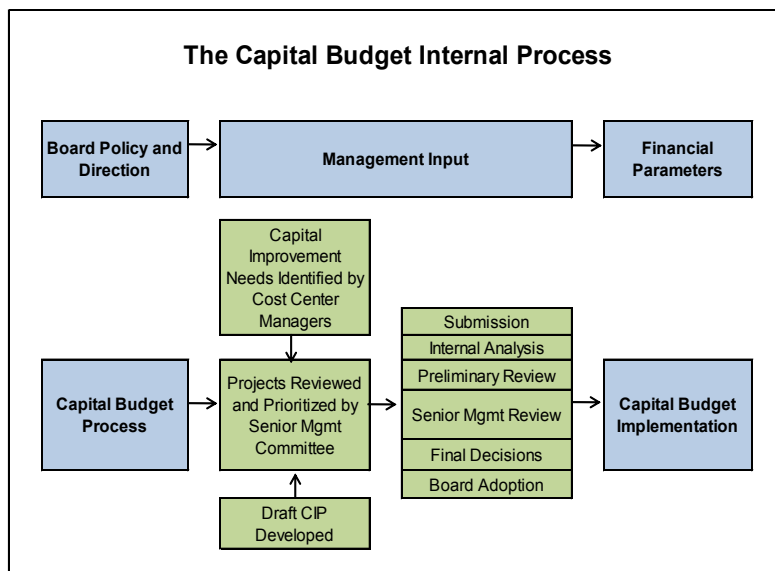 The Capital Budget Internal Process
Board Policy and
Direction
Management Input
Financial
Parameters
Capital
Improvement
Needs Identified by
Cost Center
Managers
Submission
Internal Analysis
Preliminary Review
Senior Mgmt Review
Final Decisions
Board Adoption
Capital Budget
Process
Projects Reviewed
and Prioritized by
Senior Mgmt
Committee
Capital Budget
Implementation
Draft CIP
Developed